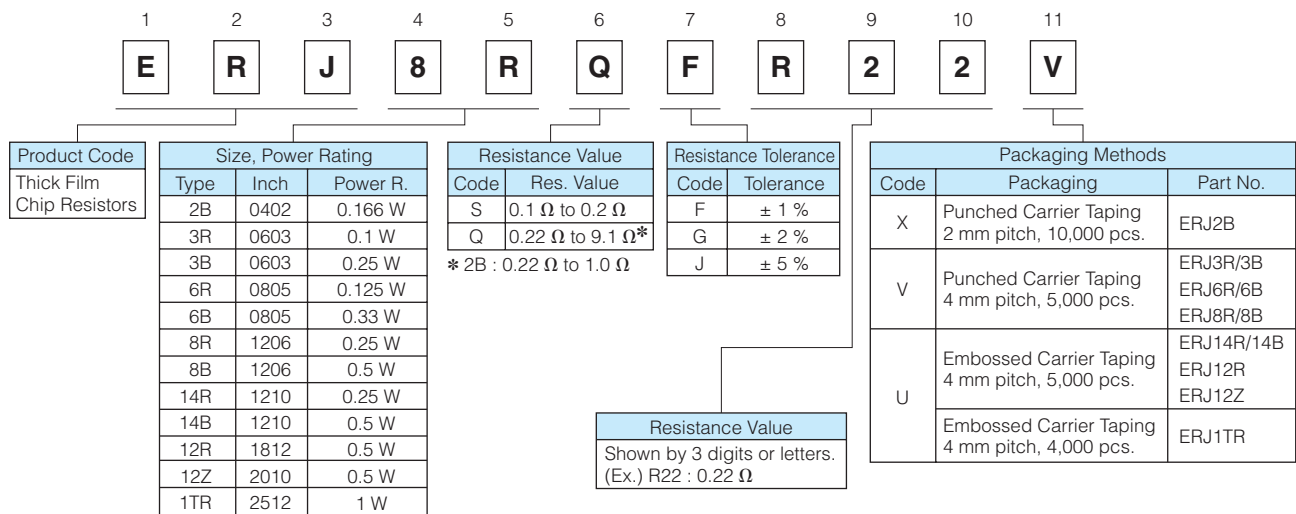 1 2 3 4 5 6 7 8 9 10 11
E R J 8 R Q F R 2 2 V
Product Code
Thick Film
Chip Resistors
Size, Power Rating
Type Inch Power R.
2B 0402 0.166 W
3R 0603 0.1 W
3B 0603 0.25 W
6R 0805 0.125 W
6B 0805 0.33 W
8R 1206 0.25 W
8B 1206 0.5 W
14R 1210 0.25 W
14B 1210 0.5 W
12R 1812 0.5 W
12Z 2010 0.5 W
1TR 2512 1 W
Resistance Value
Code Res. Value
S 0.1 Ω to 0.2 Ω
Q 0.22 Ω to 9.1 Ω*
* 2B : 0.22 Ω to 1.0 Ω
Resistance Tolerance
Code Tolerance
F ± 1 %
G ± 2 %
J ± 5 %
Resistance Value
Shown by 3 digits or letters.
(Ex.) R22 : 0.22 Ω
Packaging Methods
Code Packaging Part No.
X Punched Carrier Taping
2 mm pitch, 10,000 pcs. ERJ2B
V Punched Carrier Taping
4 mm pitch, 5,000 pcs. ERJ3R/3B
ERJ6R/6B
ERJ8R/8B
U Embossed Carrier Taping
4 mm pitch, 5,000 pcs. ERJ14R/14B
ERJ12R
ERJ12Z
Embossed Carrier Taping
4 mm pitch, 4,000 pcs. ERJ1TR